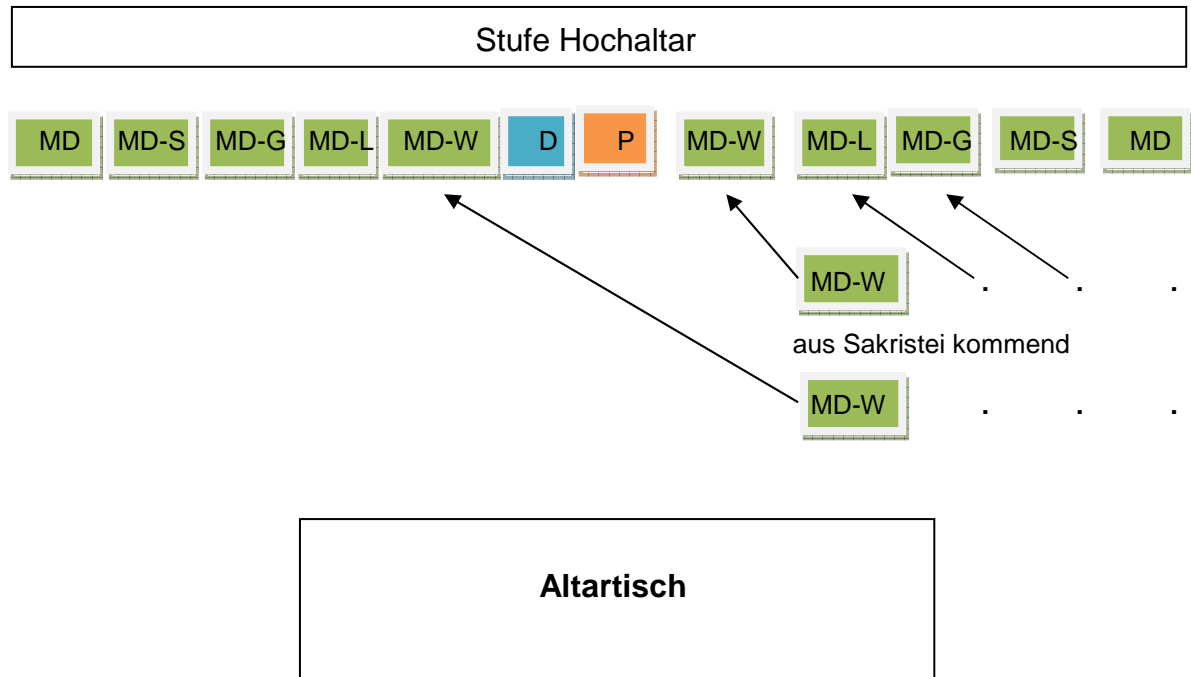 Stufe Hochaltar
MD MD-S MD-G MD-L MD-W D P MD-W MD-L MD-G MD-S MD
MD-W . . .
aus Sakristei kommend
MD-W . . .
Altartisch